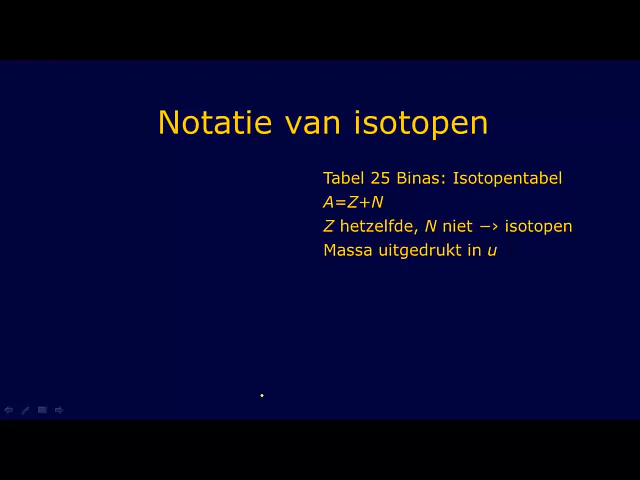 Notatie van isotopen
Tabel 25 Binas: Isotopentabel
A=Z+N
Z hetzelfde, N niet −› isotopen
Massa uitgedrukt in u